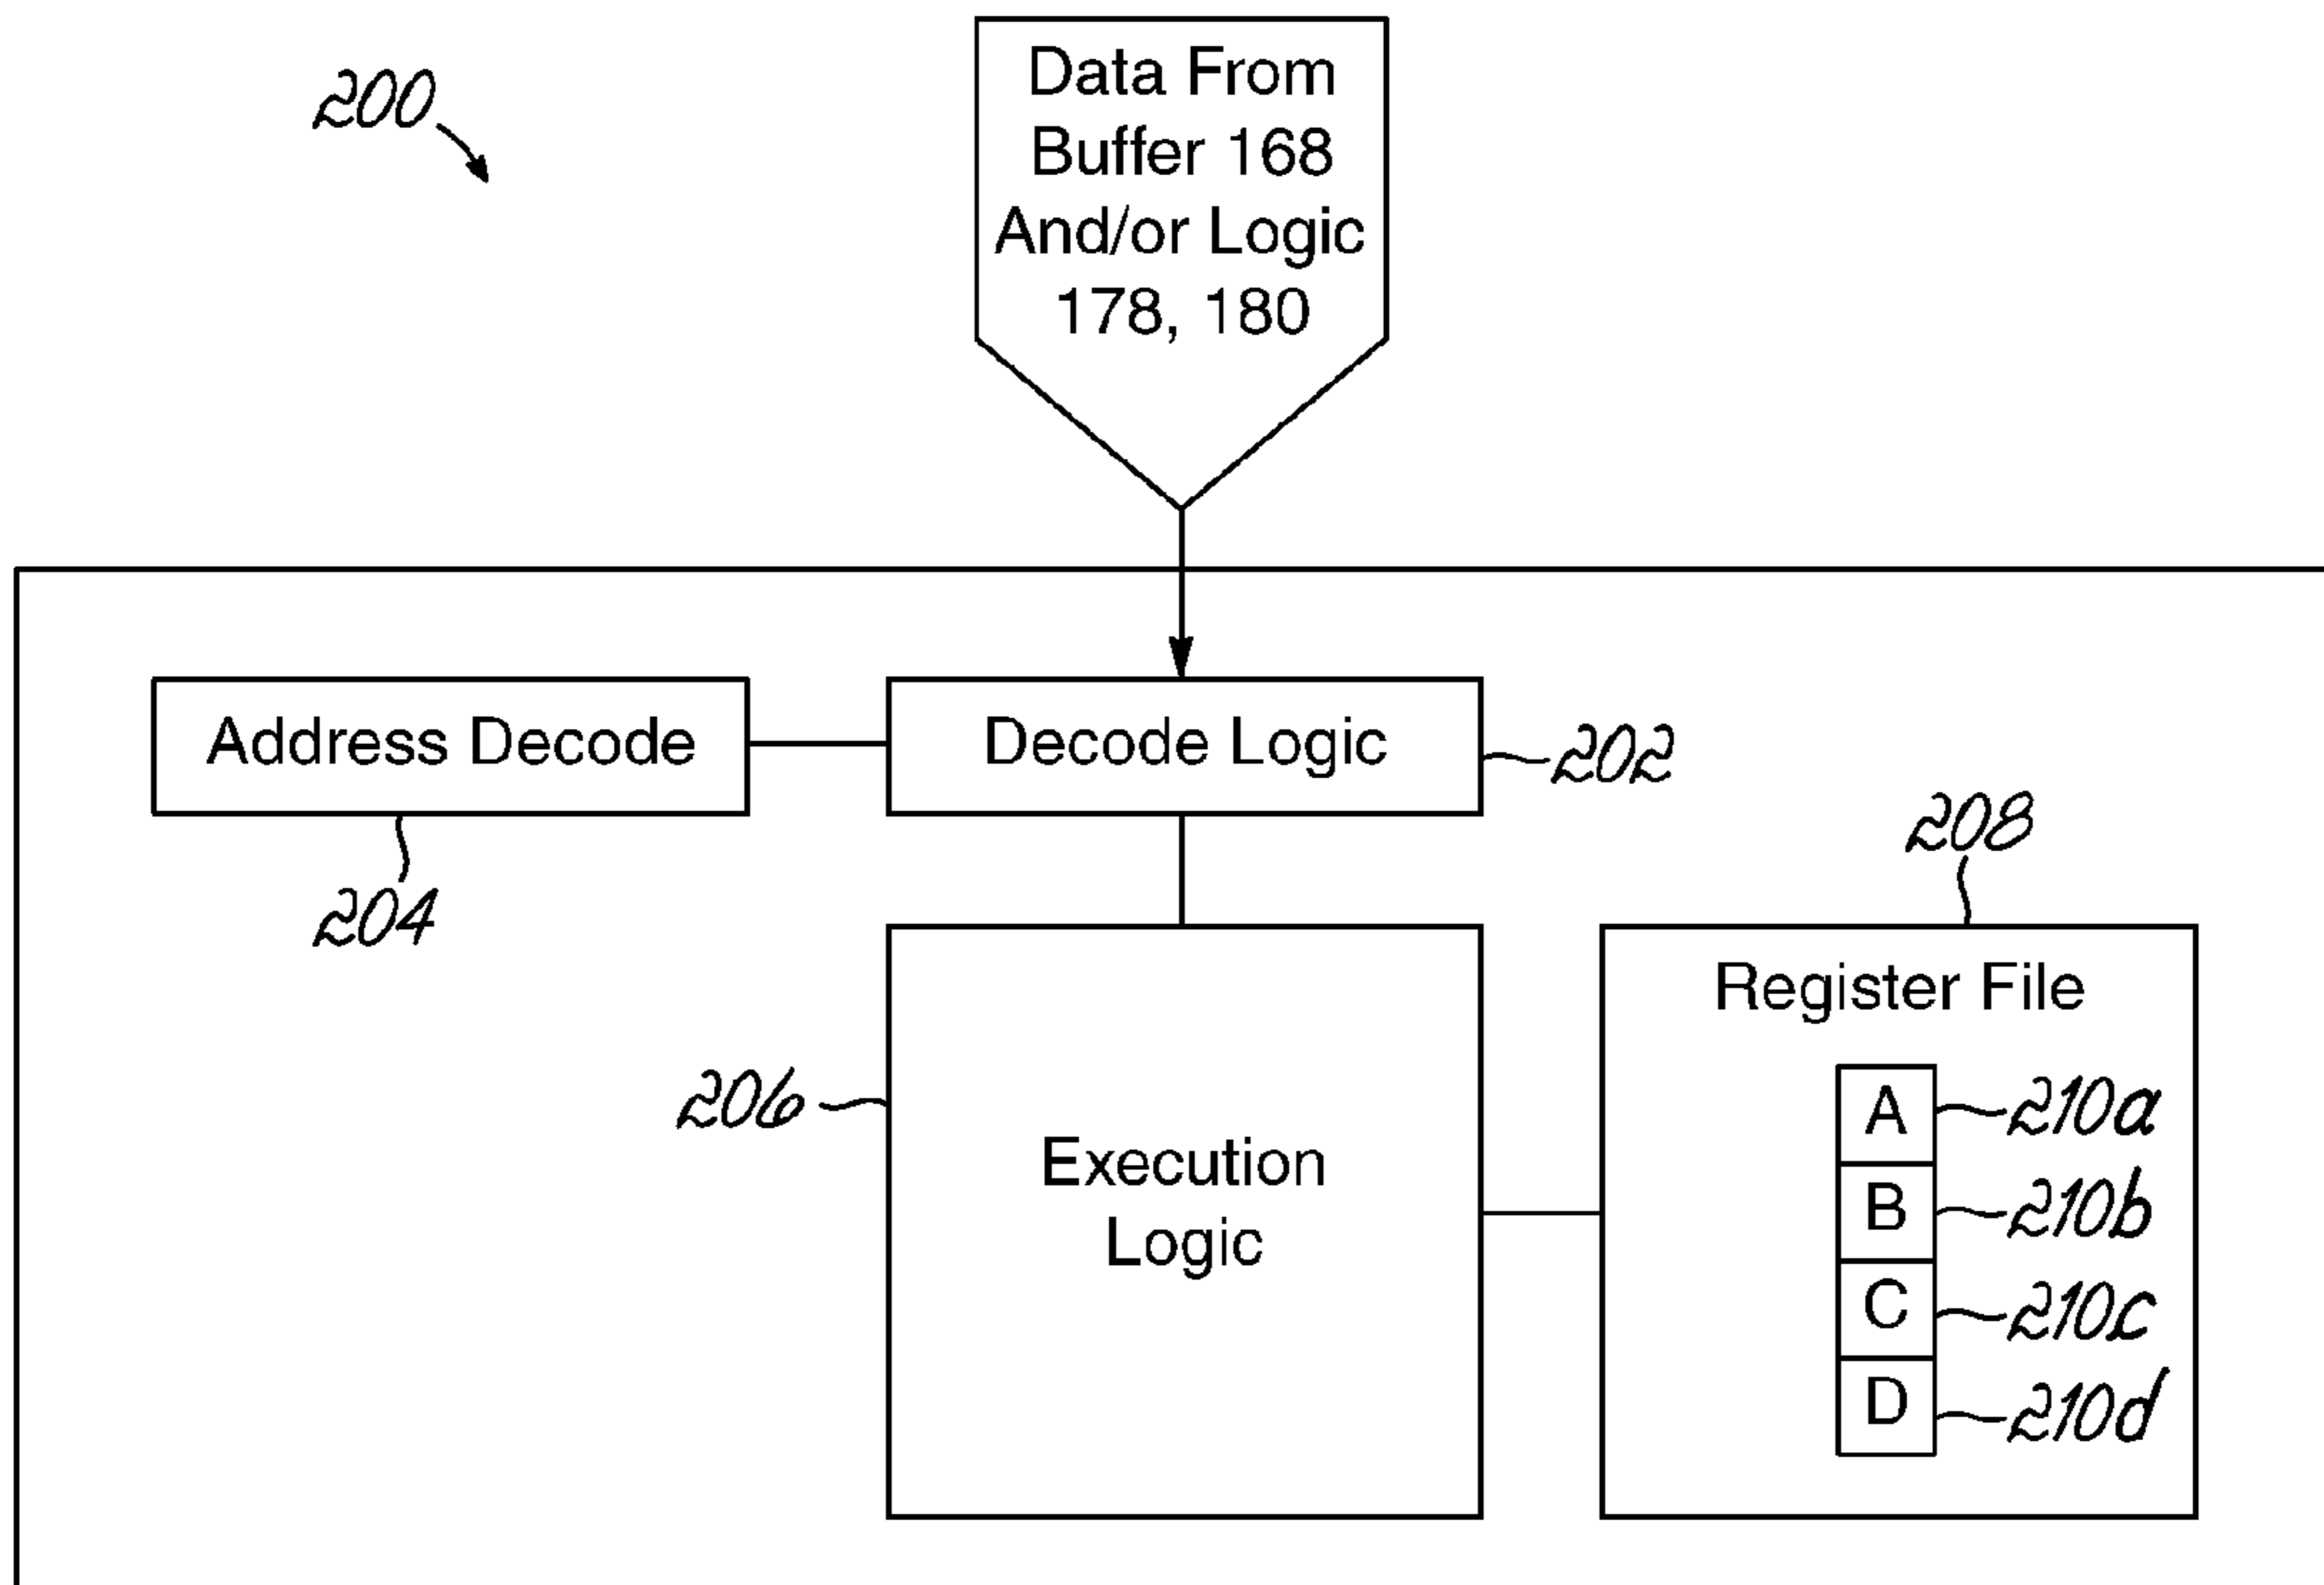 200
Data From
Buffer 168
And/or Logic
178, 180
Address Decode
Decode Logic
202
204
208
206
Execution
Logic
Register File
A
210a
B
210b
C
210c
D
210d